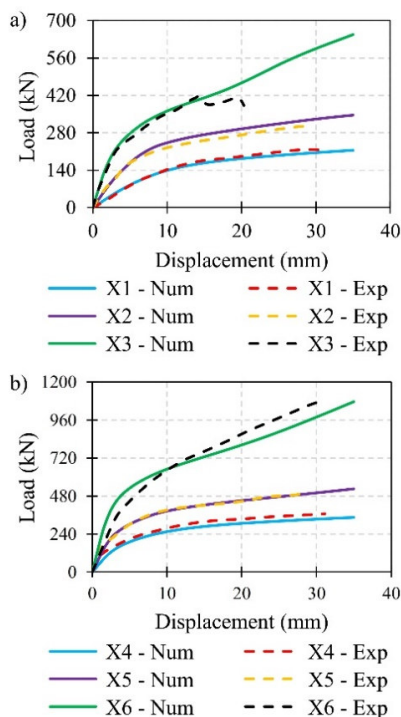 a)
700
560
420
280
140
0
Load (kN)
0 10 20 30 40
Displacement (mm)
X1 - Num X1 - Exp
X2 - Num X2 - Exp
X3 - Num X3 - Exp
b)
1200
960
720
480
240
0
Load (kN)
0 10 20 30 40
Displacement (mm)
X4 - Num X4 - Exp
X5 - Num X5 - Exp
X6 - Num X6 - Exp